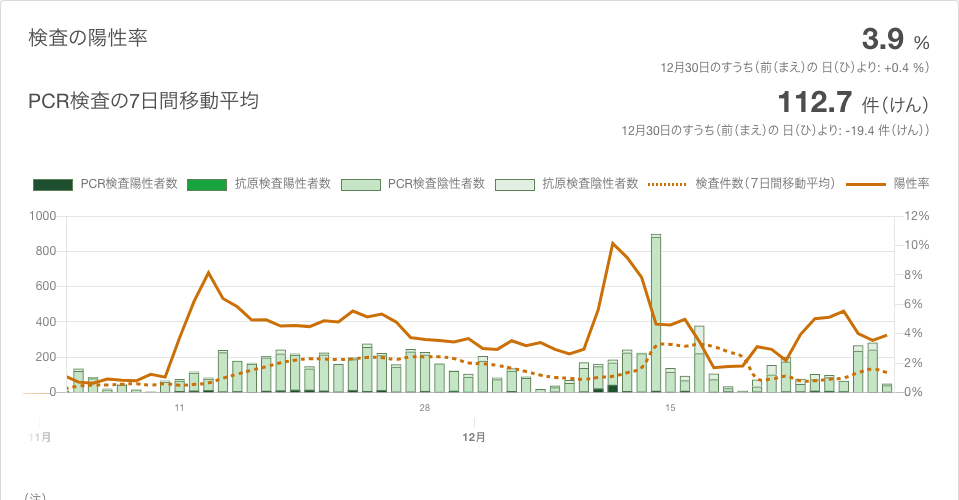 検査の陽性率
3.9 %
12月30日のすうち(前(まえ)の 日(ひ)より: +0.4 %)
PCR検査の7日間移動平均
112.7 件(けん)
12月30日のすうち(前(まえ)の 日(ひ)より: -19.4 件(けん))
PCR検査陽性者数 抗原検査陽性者数 PCR検査陰性者数 抗原検査陰性者数 検査件数(7日間移動平均) 陽性率
1000 12%
10%
800
8%
600
6%
400
4%
200
2%
0 0%
11 28 15
11月 12月
(注)